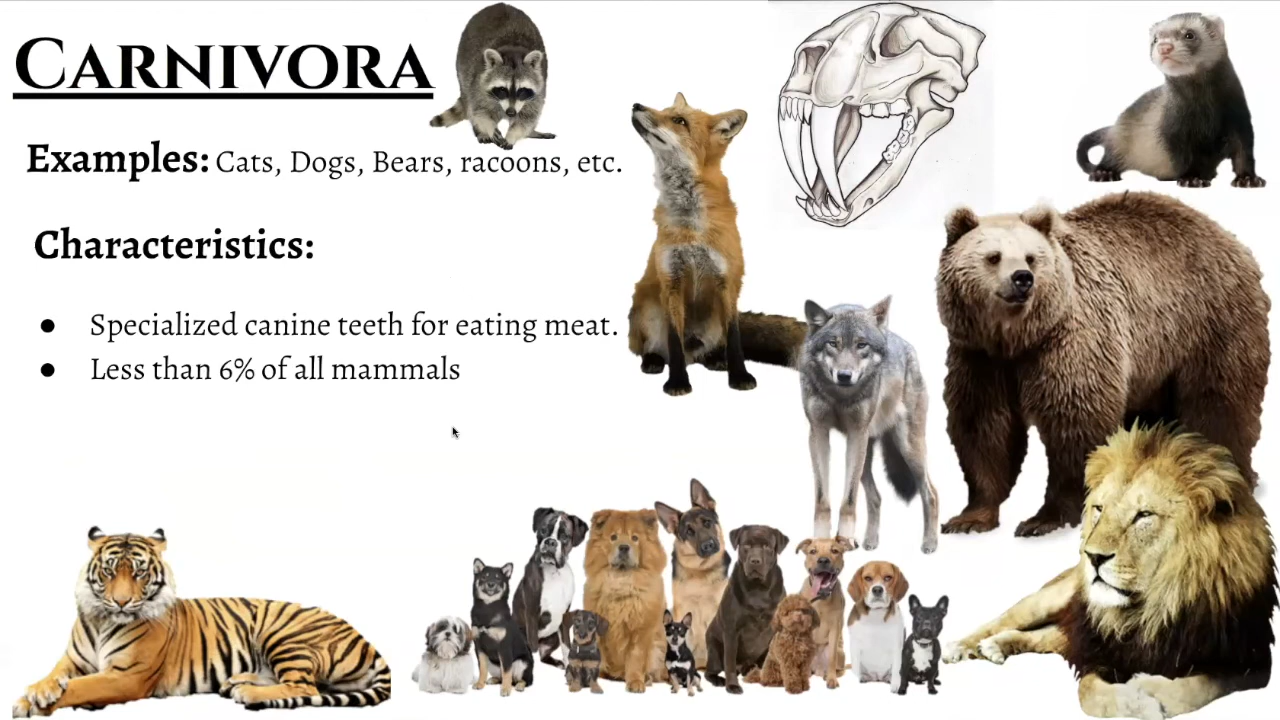 CARNIVORA
Examples: Cats, Dogs, Bears, racoons, etc.
Characteristics:
● Specialized canine teeth for eating meat.
● Less than 6% of all mammals